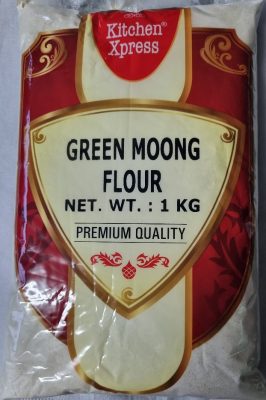 Kitchen®
Xpress
GREEN MOONG
FLOUR
NET. WT. : 1 KG
PREMIUM QUALITY